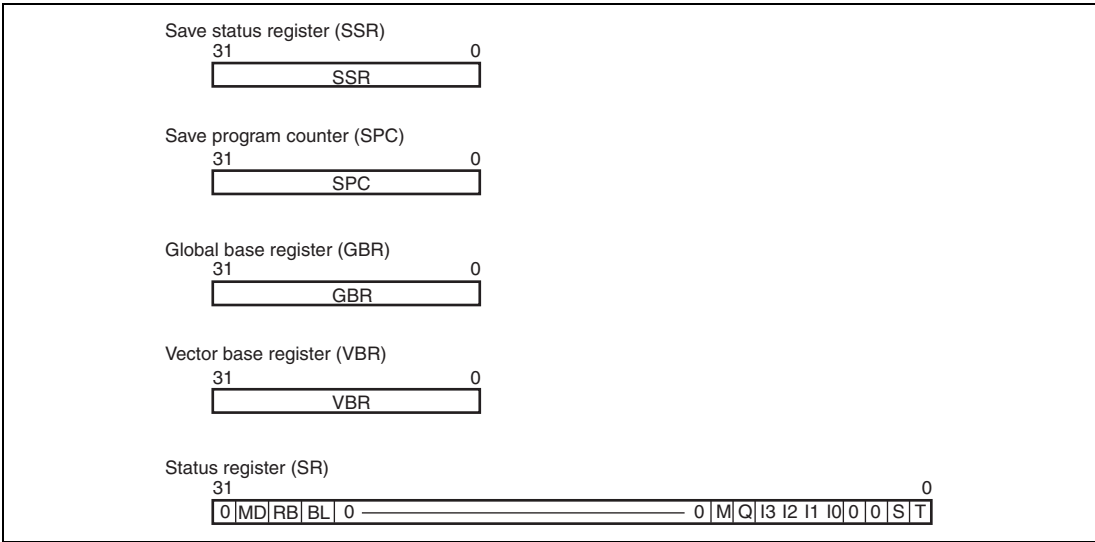 Save status register (SSR)
31 0
SSR
Save program counter (SPC)
31 0
SPC
Global base register (GBR)
31 0
GBR
Vector base register (VBR)
31 0
VBR
Status register (SR)
31 0
0 MD RB BL 0 0 M Q I3 I2 I1 I0 0 0 S T